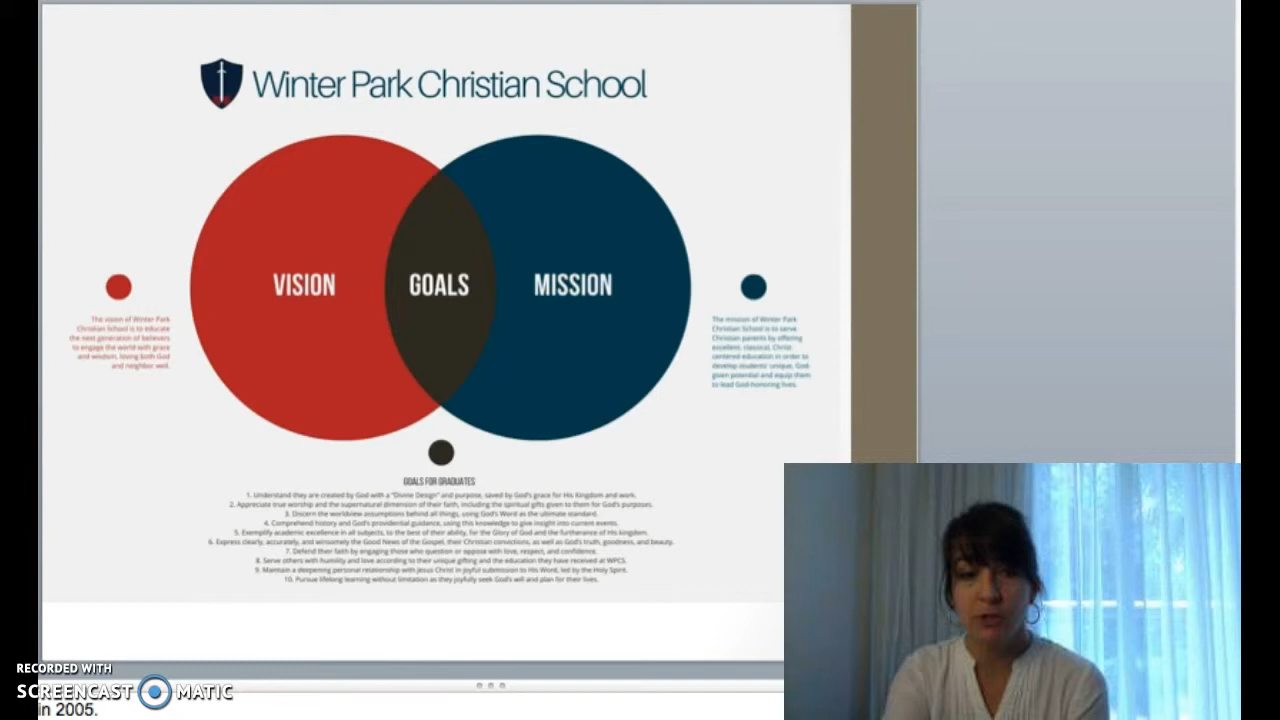 Winter Park Christian School
VISION
GOALS
MISSION
The vision of Winter Park
Christian School is to educate
the next generation of believers
to engage the world with grace
and wisdom, loving both God
and neighbor well.
The mission of Winter Park
Christian School is to serve
Christian parents by offering
excellent, classical, Christ-
centered education in order to
develop students' unique, God-
given potential and equip them
to lead God-honoring lives.
GOALS FOR GRADUATES
1. Understand they are created by God with a "Divine Design" and purpose, saved by God's grace for His Kingdom and work.
2. Appreciate true worship and the supernatural dimension of their faith, including the spiritual gifts given to them for God's purposes.
3. Discern the worldview assumptions behind all things, using God's Word as the ultimate standard.
4. Comprehend history and God's providential guidance, using this knowledge to give insight into current events.
5. Exemplify academic excellence in all subjects, to the best of their ability, for the Glory of God and the furtherance of His kingdom.
6. Express clearly, accurately, and winsomely the Good News of the Gospel, their Christian convictions, as well as God's truth, goodness, and beauty.
7. Defend their faith by engaging those who question or oppose with love, respect, and confidence.
8. Serve others with humility and love according to their unique gifting and the education they have received at WPCS.
9. Maintain a deepening personal relationship with Jesus Christ in joyful submission to His Word, led by the Holy Spirit.
10. Pursue lifelong learning without limitation as they joyfully seek God's will and plan for their lives.
RECORDED WITH
SCREENCAST MATIC
in 2005.